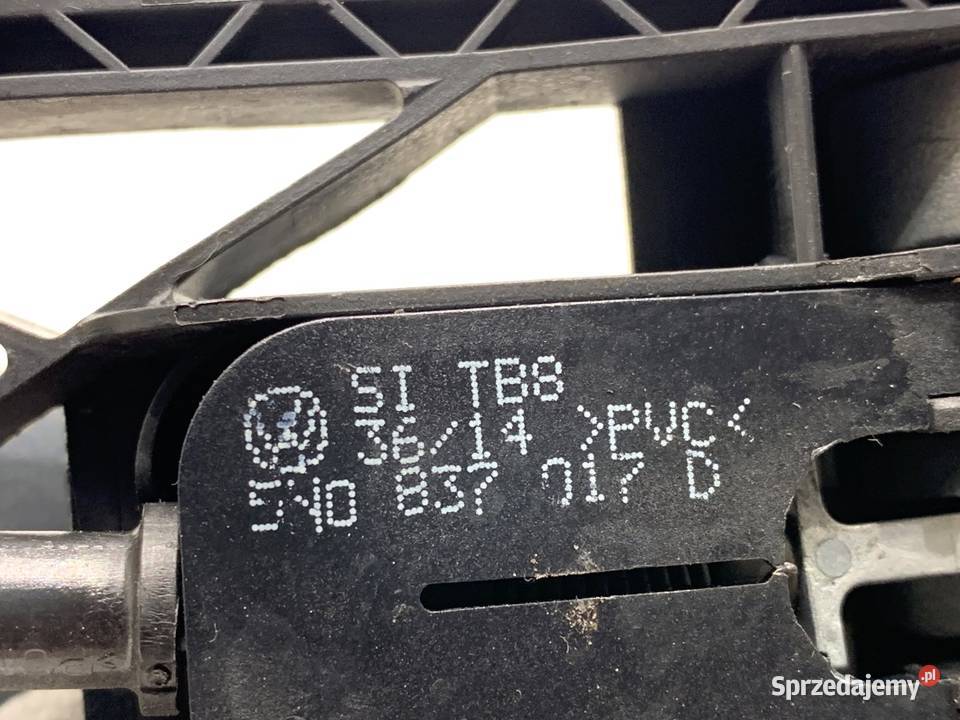 SI TB8
36/14 >PVC<
5N0 837 017 D
Sprzedajemy.pl